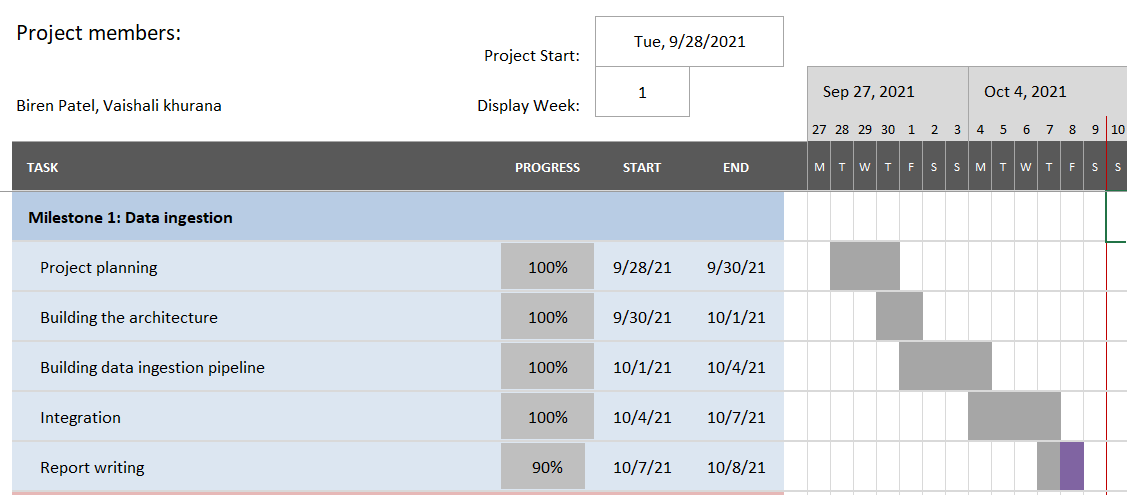 Project members:
Project Start: Tue, 9/28/2021
Biren Patel, Vaishali khurana
Display Week: 1
Sep 27, 2021 Oct 4, 2021
27 28 29 30 1 2 3 4 5 6 7 8 9 10
TASK PROGRESS START END M T W T F S S M T W T F S S
Milestone 1: Data ingestion
Project planning 100% 9/28/21 9/30/21
Building the architecture 100% 9/30/21 10/1/21
Building data ingestion pipeline 100% 10/1/21 10/4/21
Integration 100% 10/4/21 10/7/21
Report writing 90% 10/7/21 10/8/21